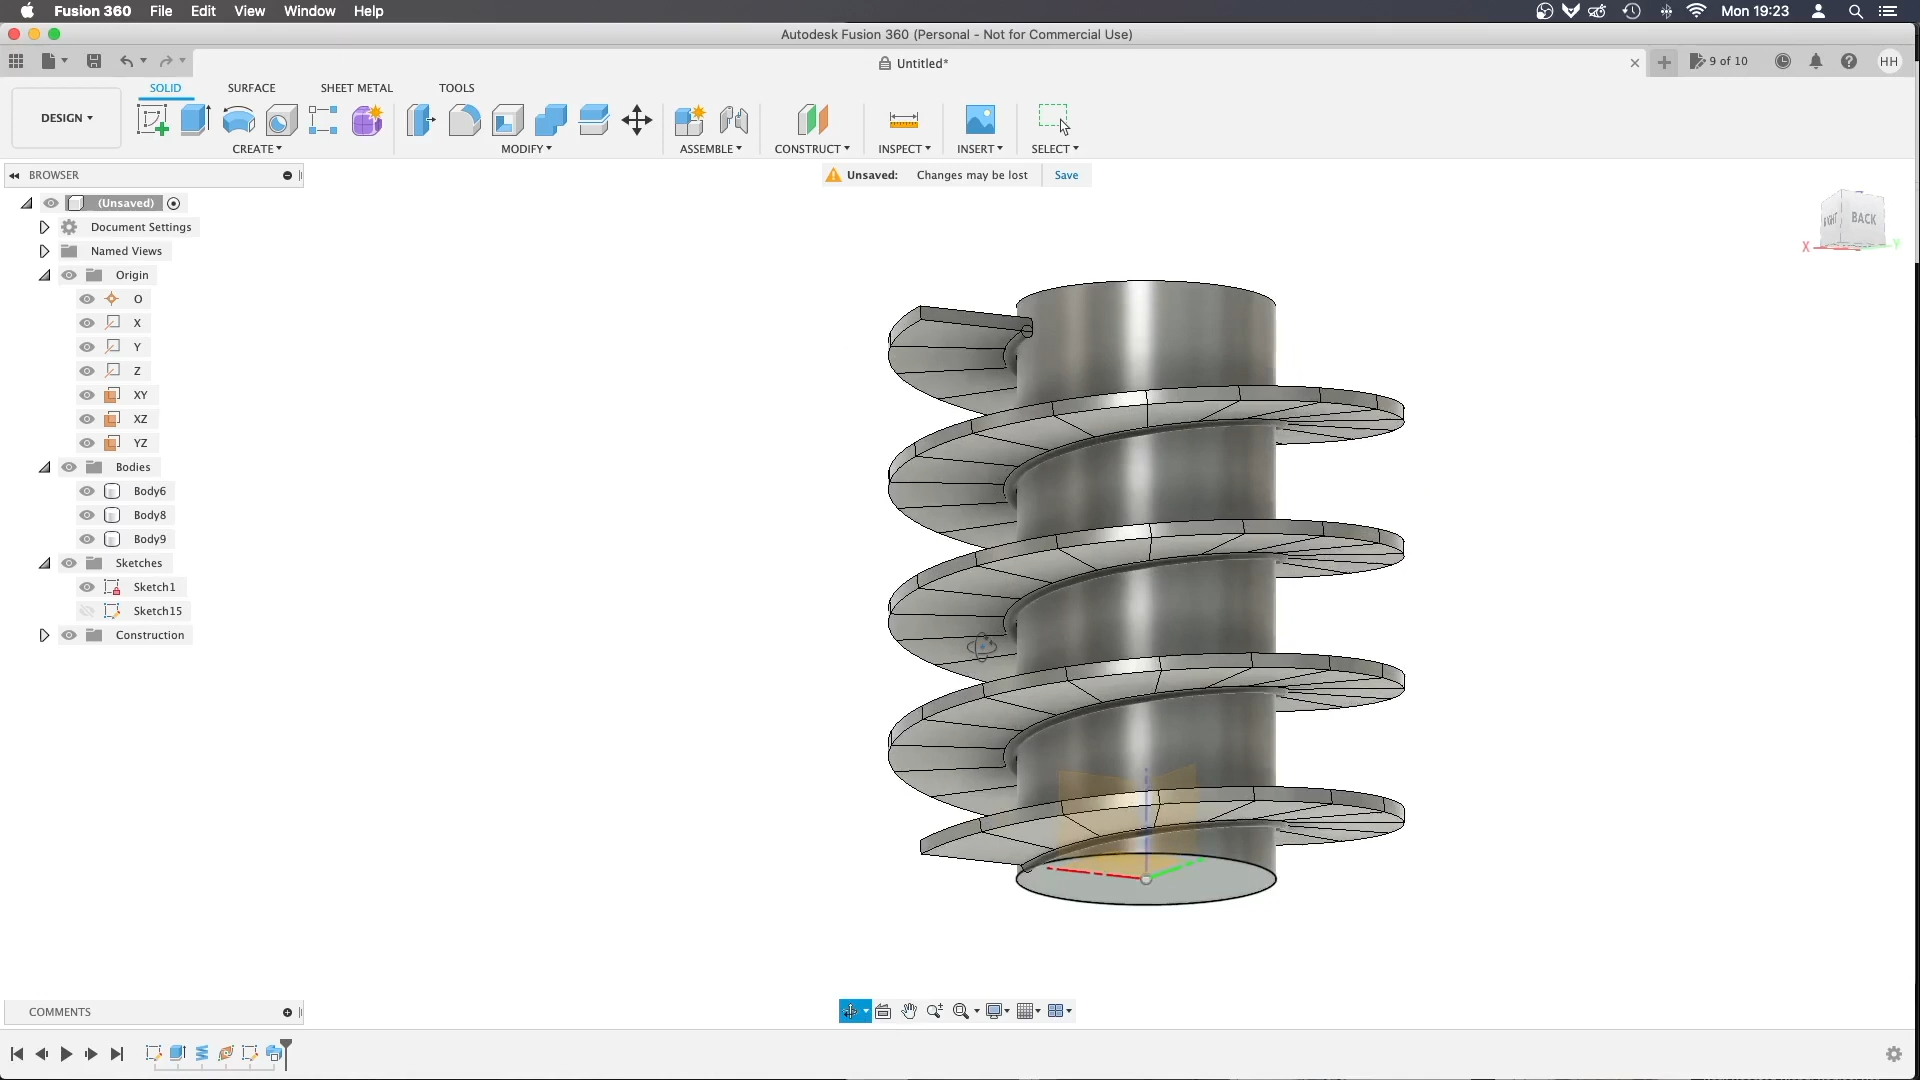 Fusion 360 File Edit View Window Help Mon 19:23
Autodesk Fusion 360 (Personal - Not for Commercial Use)
Untitled* 9 of 10 HH
SOLID SURFACE SHEET METAL TOOLS
DESIGN
CREATE MODIFY ASSEMBLE CONSTRUCT INSPECT INSERT SELECT
BROWSER
Unsaved: Changes may be lost Save
(Unsaved)
Document Settings
Named Views
Origin
O
X
Y
Z
XY
XZ
YZ
Bodies
Body6
Body8
Body9
Sketches
Sketch1
Sketch15
Construction
RIGHT BACK
X Y
COMMENTS